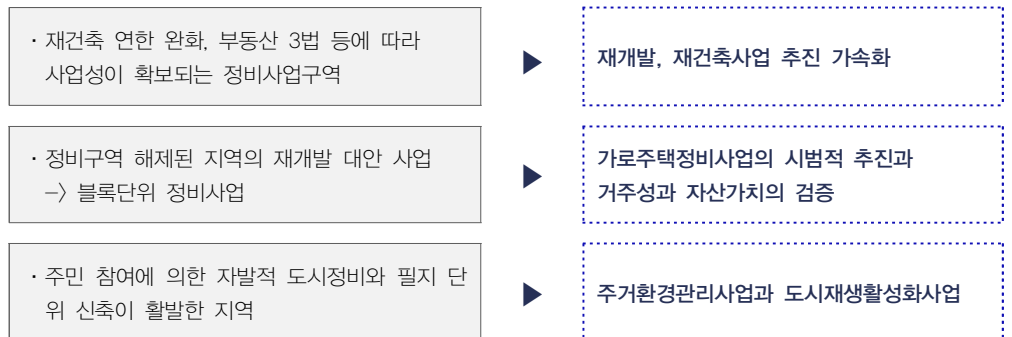 · 재건축 연한 완화, 부동산 3법 등에 따라
사업성이 확보되는 정비사업구역
▶
재개발, 재건축사업 추진 가속화
· 정비구역 해제된 지역의 재개발 대안 사업
-> 블록단위 정비사업
▶
가로주택정비사업의 시범적 추진과
거주성과 자산가치의 검증
· 주민 참여에 의한 자발적 도시정비와 필지 단
위 신축이 활발한 지역
▶
주거환경관리사업과 도시재생활성화사업